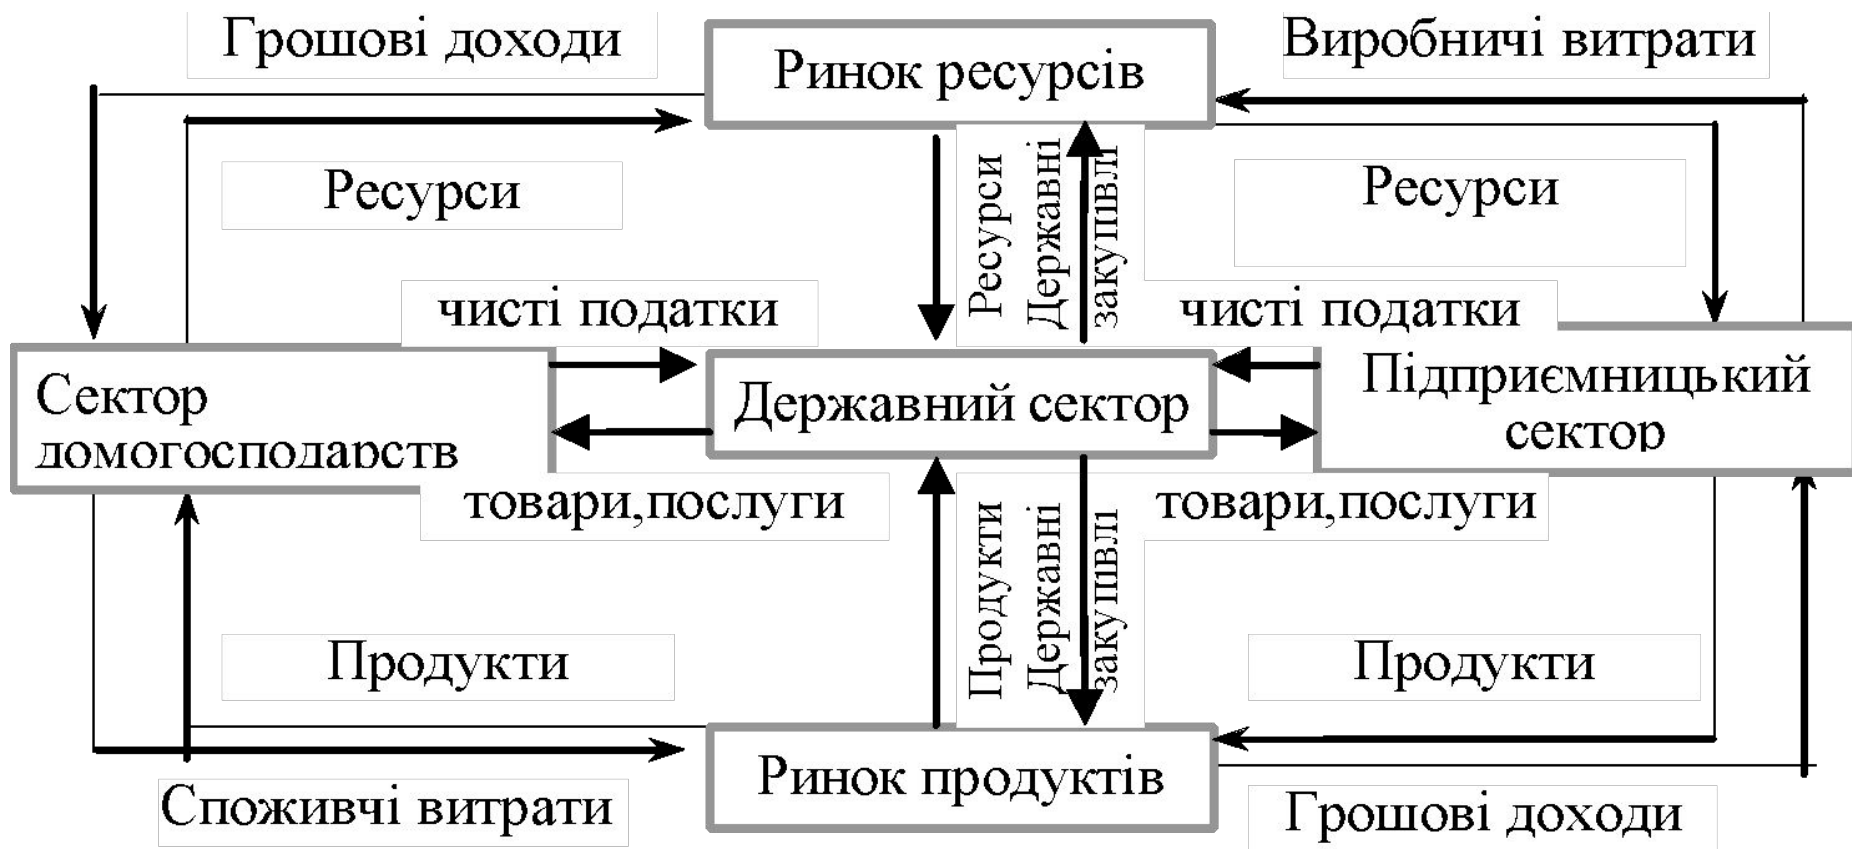 Грошові доходи
Ринок ресурсів
Виробничі витрати
Ресурси
Ресурси
Державні
закупівлі
Ресурси
чисті податки
чисті податки
Сектор
домогосподарств
Державний сектор
Підприємницький
сектор
товари,послуги
товари,послуги
Продукти
Державні
закупівлі
Продукти
Продукти
Споживчі витрати
Ринок продуктів
Грошові доходи